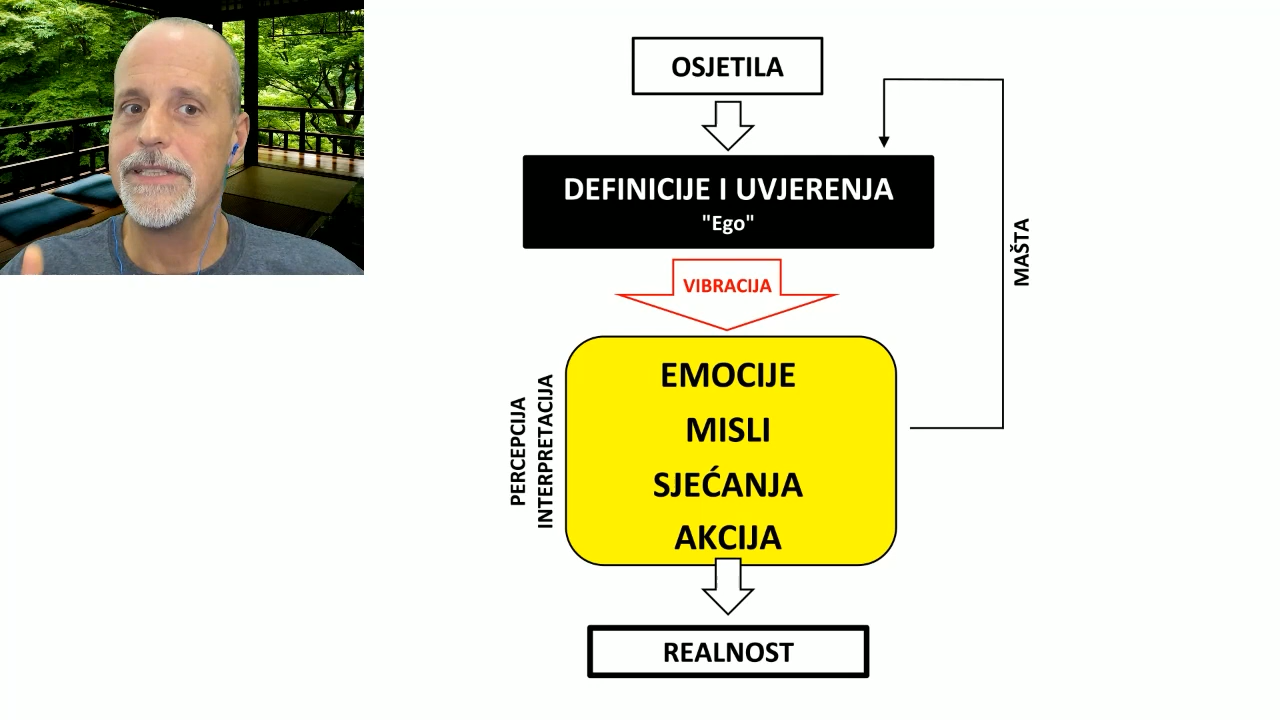 OSJETILA
DEFINICIJE I UVJERENJA
"Ego"
VIBRACIJA
MAŠTA
PERCEPCIJA
INTERPRETACIJA
EMOCIJE
MISLI
SJEĆANJA
AKCIJA
REALNOST